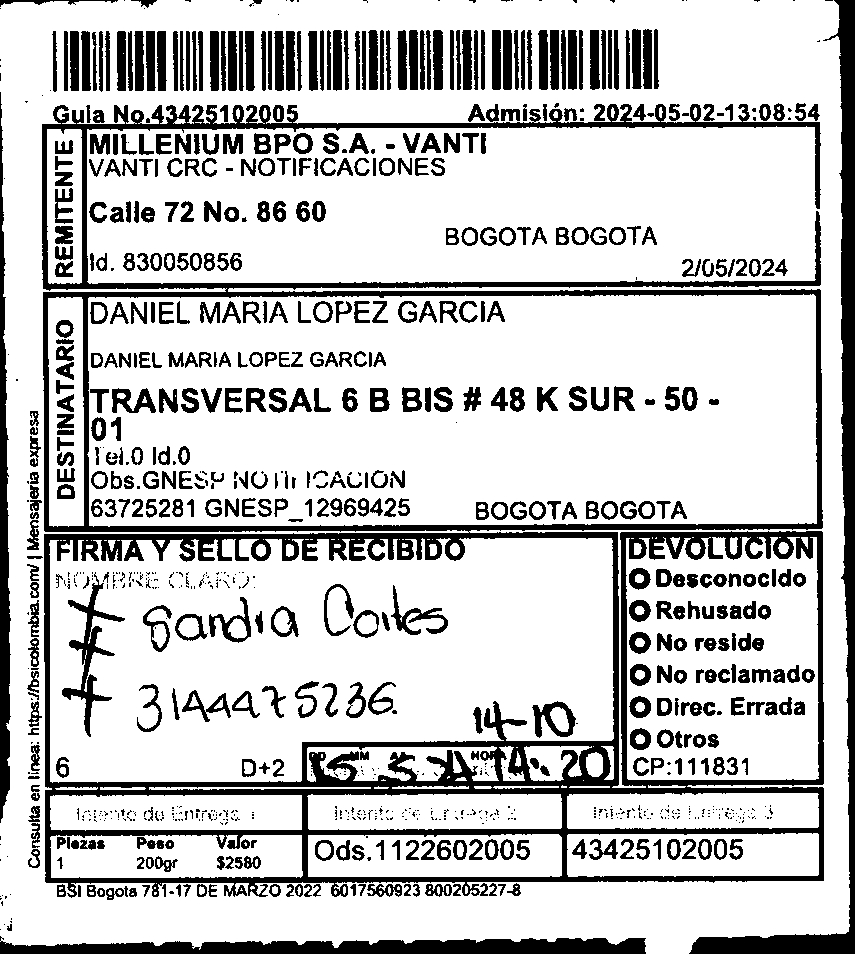 Guia No.43425102005 Admisión: 2024-05-02-13:08:54
REMITENTE
MILLENIUM BPO S.A. - VANTI
VANTI CRC - NOTIFICACIONES
Calle 72 No. 86 60
BOGOTA BOGOTA
Id. 830050856
2/05/2024
DESTINATARIO
DANIEL MARIA LOPEZ GARCIA
DANIEL MARIA LOPEZ GARCIA
TRANSVERSAL 6 B BIS # 48 K SUR - 50 -
01
Tel.0 Id.0
Obs.GNESP NOTIFICACION
63725281 GNESP_12969425 BOGOTA BOGOTA
Consulta en linea: https://bsicolombia.com/ | Mensajeria expresa
FIRMA Y SELLO DE RECIBIDO
NOMBRE CLARO:
Sandra Cortes
3144475236
14-10
DD MM AA HORA
15 5 24 14:20
6 D+2
DEVOLUCION
Desconocido
Rehusado
No reside
No reclamado
Direc. Errada
Otros
CP:111831
Intento de Entrega 1 Intento de Entrega 2 Intento de Entrega 3
Piezas Peso Valor
1 200gr $2580
Ods.1122602005 43425102005
BSI Bogota 781-17 DE MARZO 2022 6017560923 800205227-8